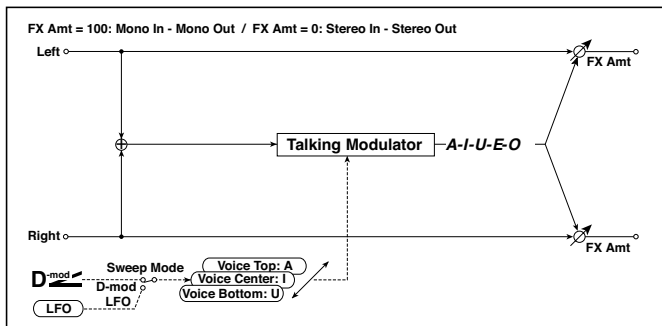 FX Amt = 100: Mono In - Mono Out / FX Amt = 0: Stereo In - Stereo Out
Left
FX Amt
Talking Modulator
A-I-U-E-O
Right
FX Amt
D-mod
Sweep Mode
D-mod
LFO
LFO
Voice Top: A
Voice Center: I
Voice Bottom: U